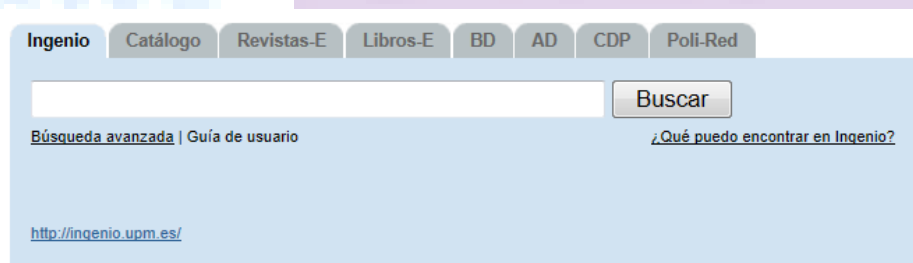 Ingenio Catálogo Revistas-E Libros-E BD AD CDP Poli-Red
Buscar
Búsqueda avanzada | Guía de usuario ¿Qué puedo encontrar en Ingenio?
http://ingenio.upm.es/